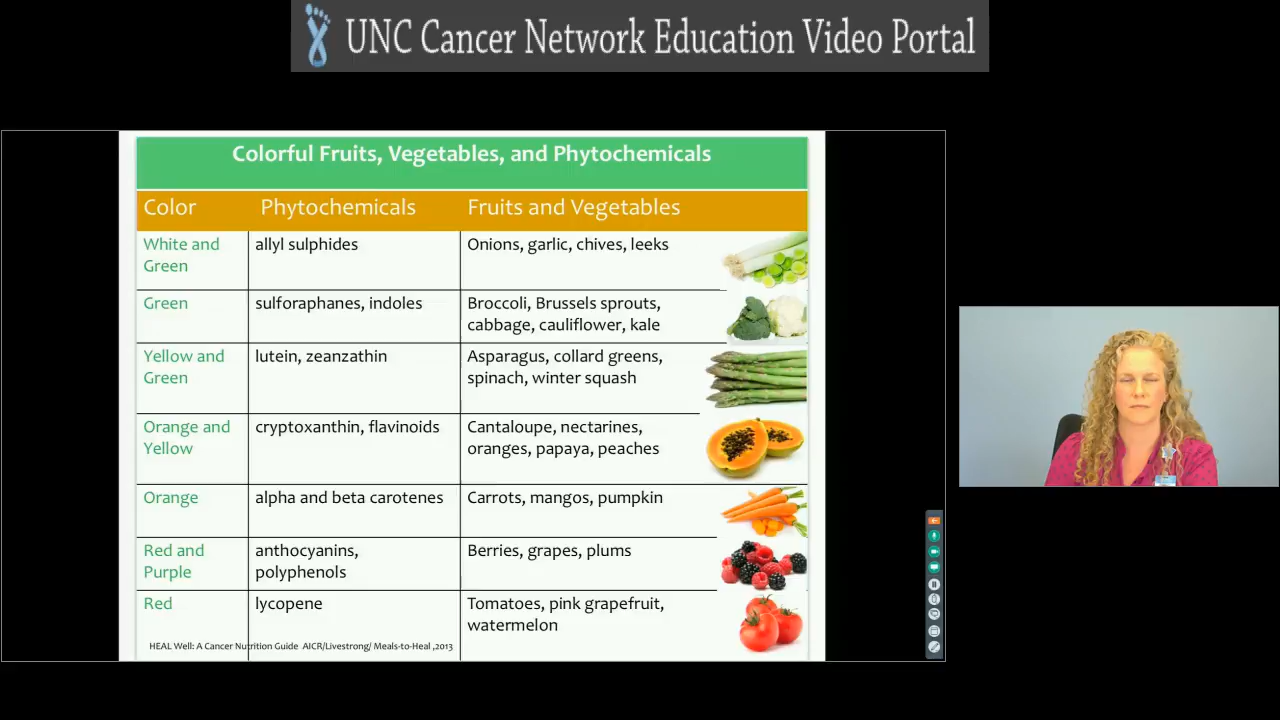 UNC Cancer Network Education Video Portal
Colorful Fruits, Vegetables, and Phytochemicals
Color Phytochemicals Fruits and Vegetables
White and Green allyl sulphides Onions, garlic, chives, leeks
Green sulforaphanes, indoles Broccoli, Brussels sprouts,
cabbage, cauliflower, kale
Yellow and Green lutein, zeanzathin Asparagus, collard greens,
spinach, winter squash
Orange and Yellow cryptoxanthin, flavinoids Cantaloupe, nectarines,
oranges, papaya, peaches
Orange alpha and beta carotenes Carrots, mangos, pumpkin
Red and Purple anthocyanins, polyphenols Berries, grapes, plums
Red lycopene Tomatoes, pink grapefruit,
watermelon
HEAL Well: A Cancer Nutrition Guide AICR/Livestrong/ Meals-to-Heal ,2013